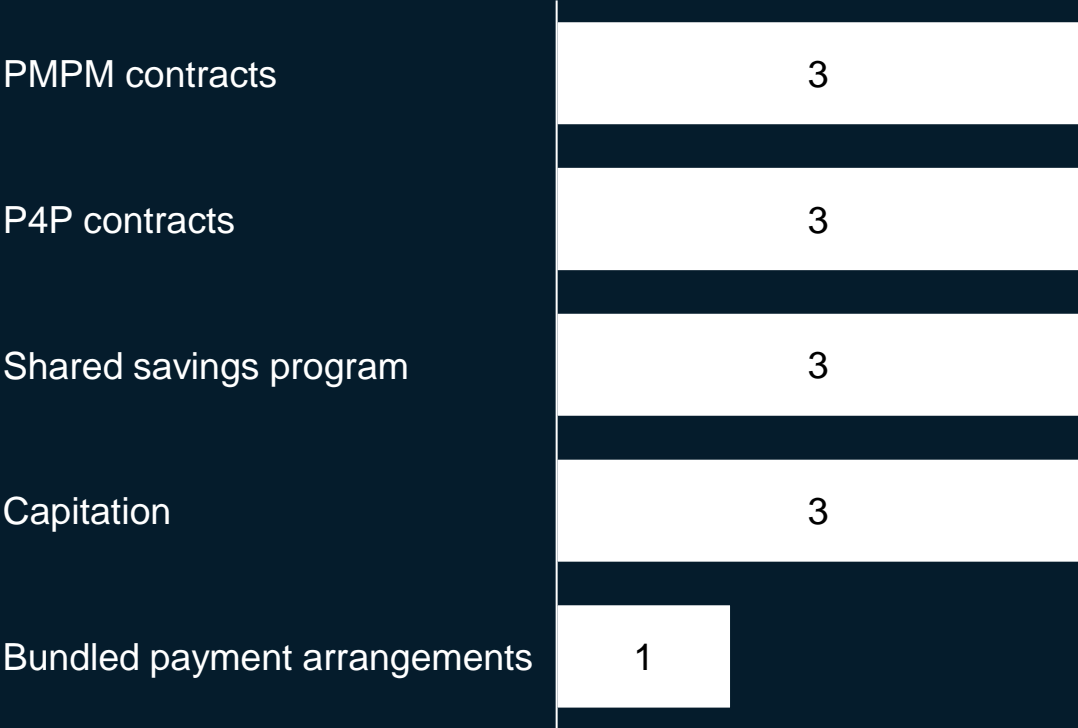 PMPM contracts 3
P4P contracts 3
Shared savings program 3
Capitation 3
Bundled payment arrangements 1